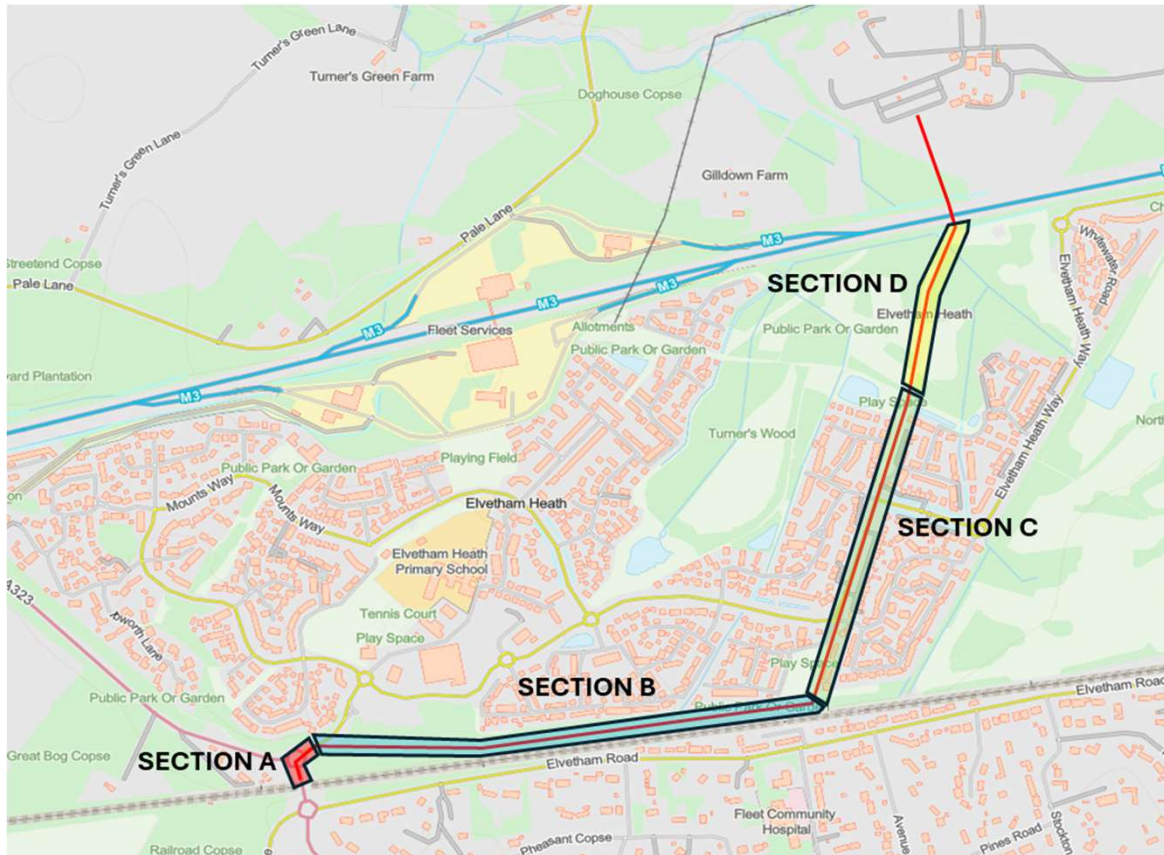 Turner's Green Lane
Turner's Green Farm
Doghouse Copse
Turner's Green Lane
Gilldown Farm
Streetend Copse
Pale Lane
Pale Lane
M3
M3
M3
M3
M3
Whitewater Road
Elvetham Heath Way
SECTION D
Elvetham Heath
Public Park Or Garden
Fleet Services
Allotments
Public Park Or Garden
Play School
Elvetham Heath Way
Turner's Wood
Playing Field
Public Park Or Garden
Mounts Way
Mounts Way
Elvetham Heath
SECTION C
Elvetham Heath
Primary School
A323
Tennis Court
Play Space
Play Space
Public Park Or Garden
SECTION B
Public Park Or Garden
Elvetham Road
Great Bog Copse
SECTION A
Elvetham Road
Fleet Community
Hospital
Avenue
Stockton
Pines Road
Pheasant Copse
Railroad Copse